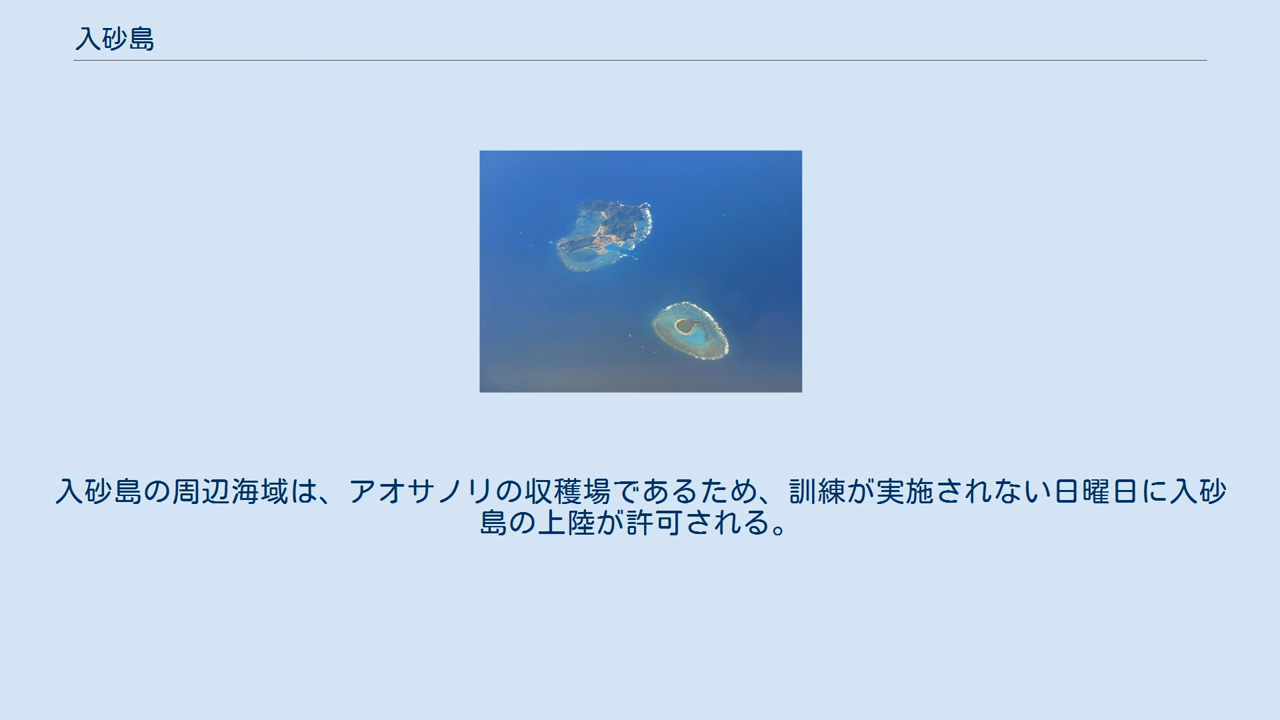 入砂島
入砂島の周辺海域は、アオサノリの収穫場であるため、訓練が実施されない日曜日に入砂
島の上陸が許可される。